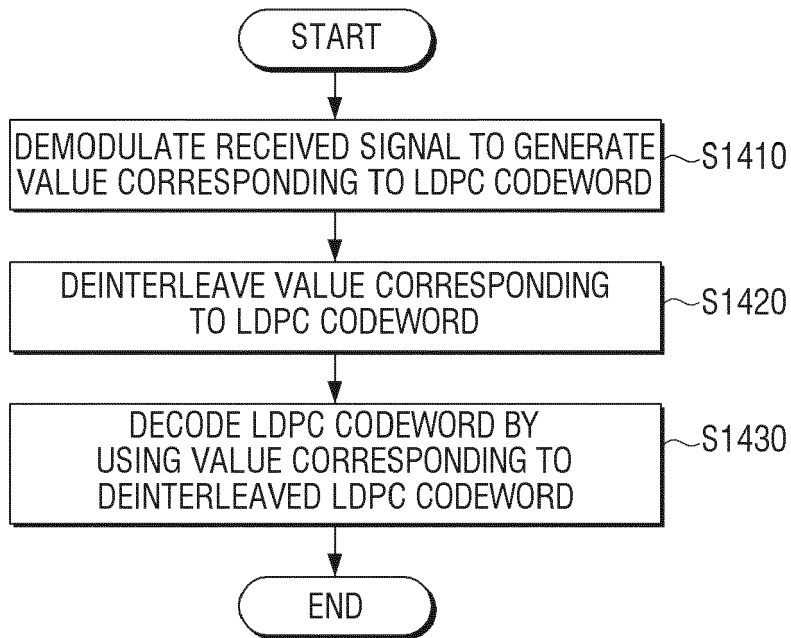 START
DEMODULATE RECEIVED SIGNAL TO GENERATE
VALUE CORRESPONDING TO LDPC CODEWORD
S1410
DEINTERLEAVE VALUE CORRESPONDING
TO LDPC CODEWORD
S1420
DECODE LDPC CODEWORD BY
USING VALUE CORRESPONDING TO
DEINTERLEAVED LDPC CODEWORD
S1430
END